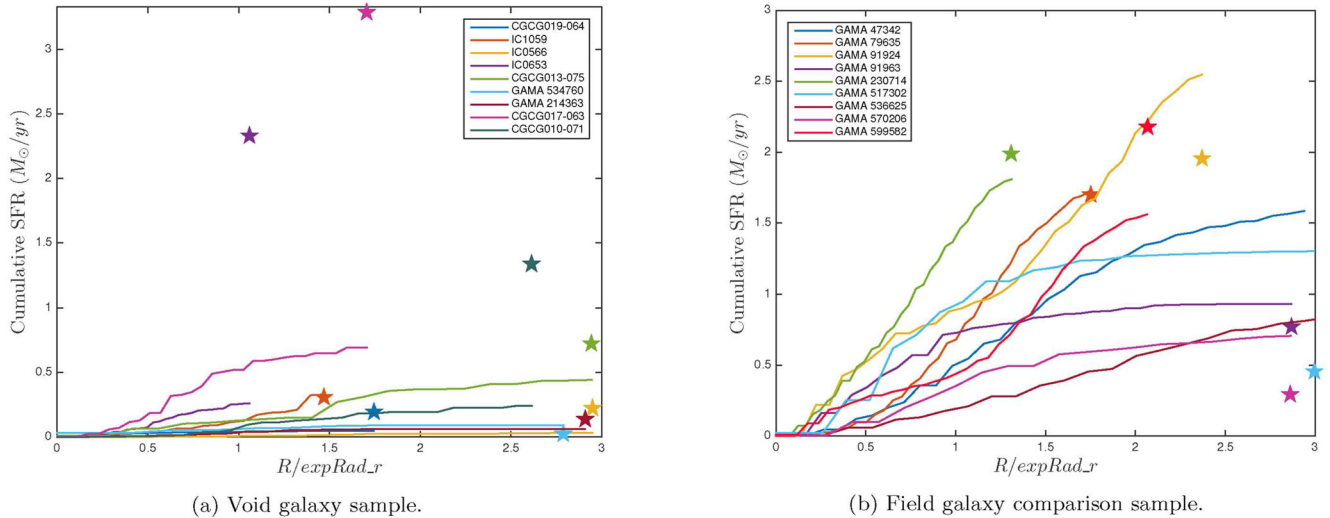 Cumulative SFR (M⊙/yr)
3
2.5
2
1.5
1
0.5
0
0 0.5 1 1.5 2 2.5 3
R/expRad_r
CGCG019-064
IC1059
IC0566
IC0653
CGCG013-075
GAMA 534760
GAMA 214363
CGCG017-063
CGCG010-071
(a) Void galaxy sample.
Cumulative SFR (M⊙/yr)
3
2.5
2
1.5
1
0.5
0
0 0.5 1 1.5 2 2.5 3
R/expRad_r
GAMA 47342
GAMA 79635
GAMA 91924
GAMA 91963
GAMA 230714
GAMA 517302
GAMA 536625
GAMA 570206
GAMA 599582
(b) Field galaxy comparison sample.